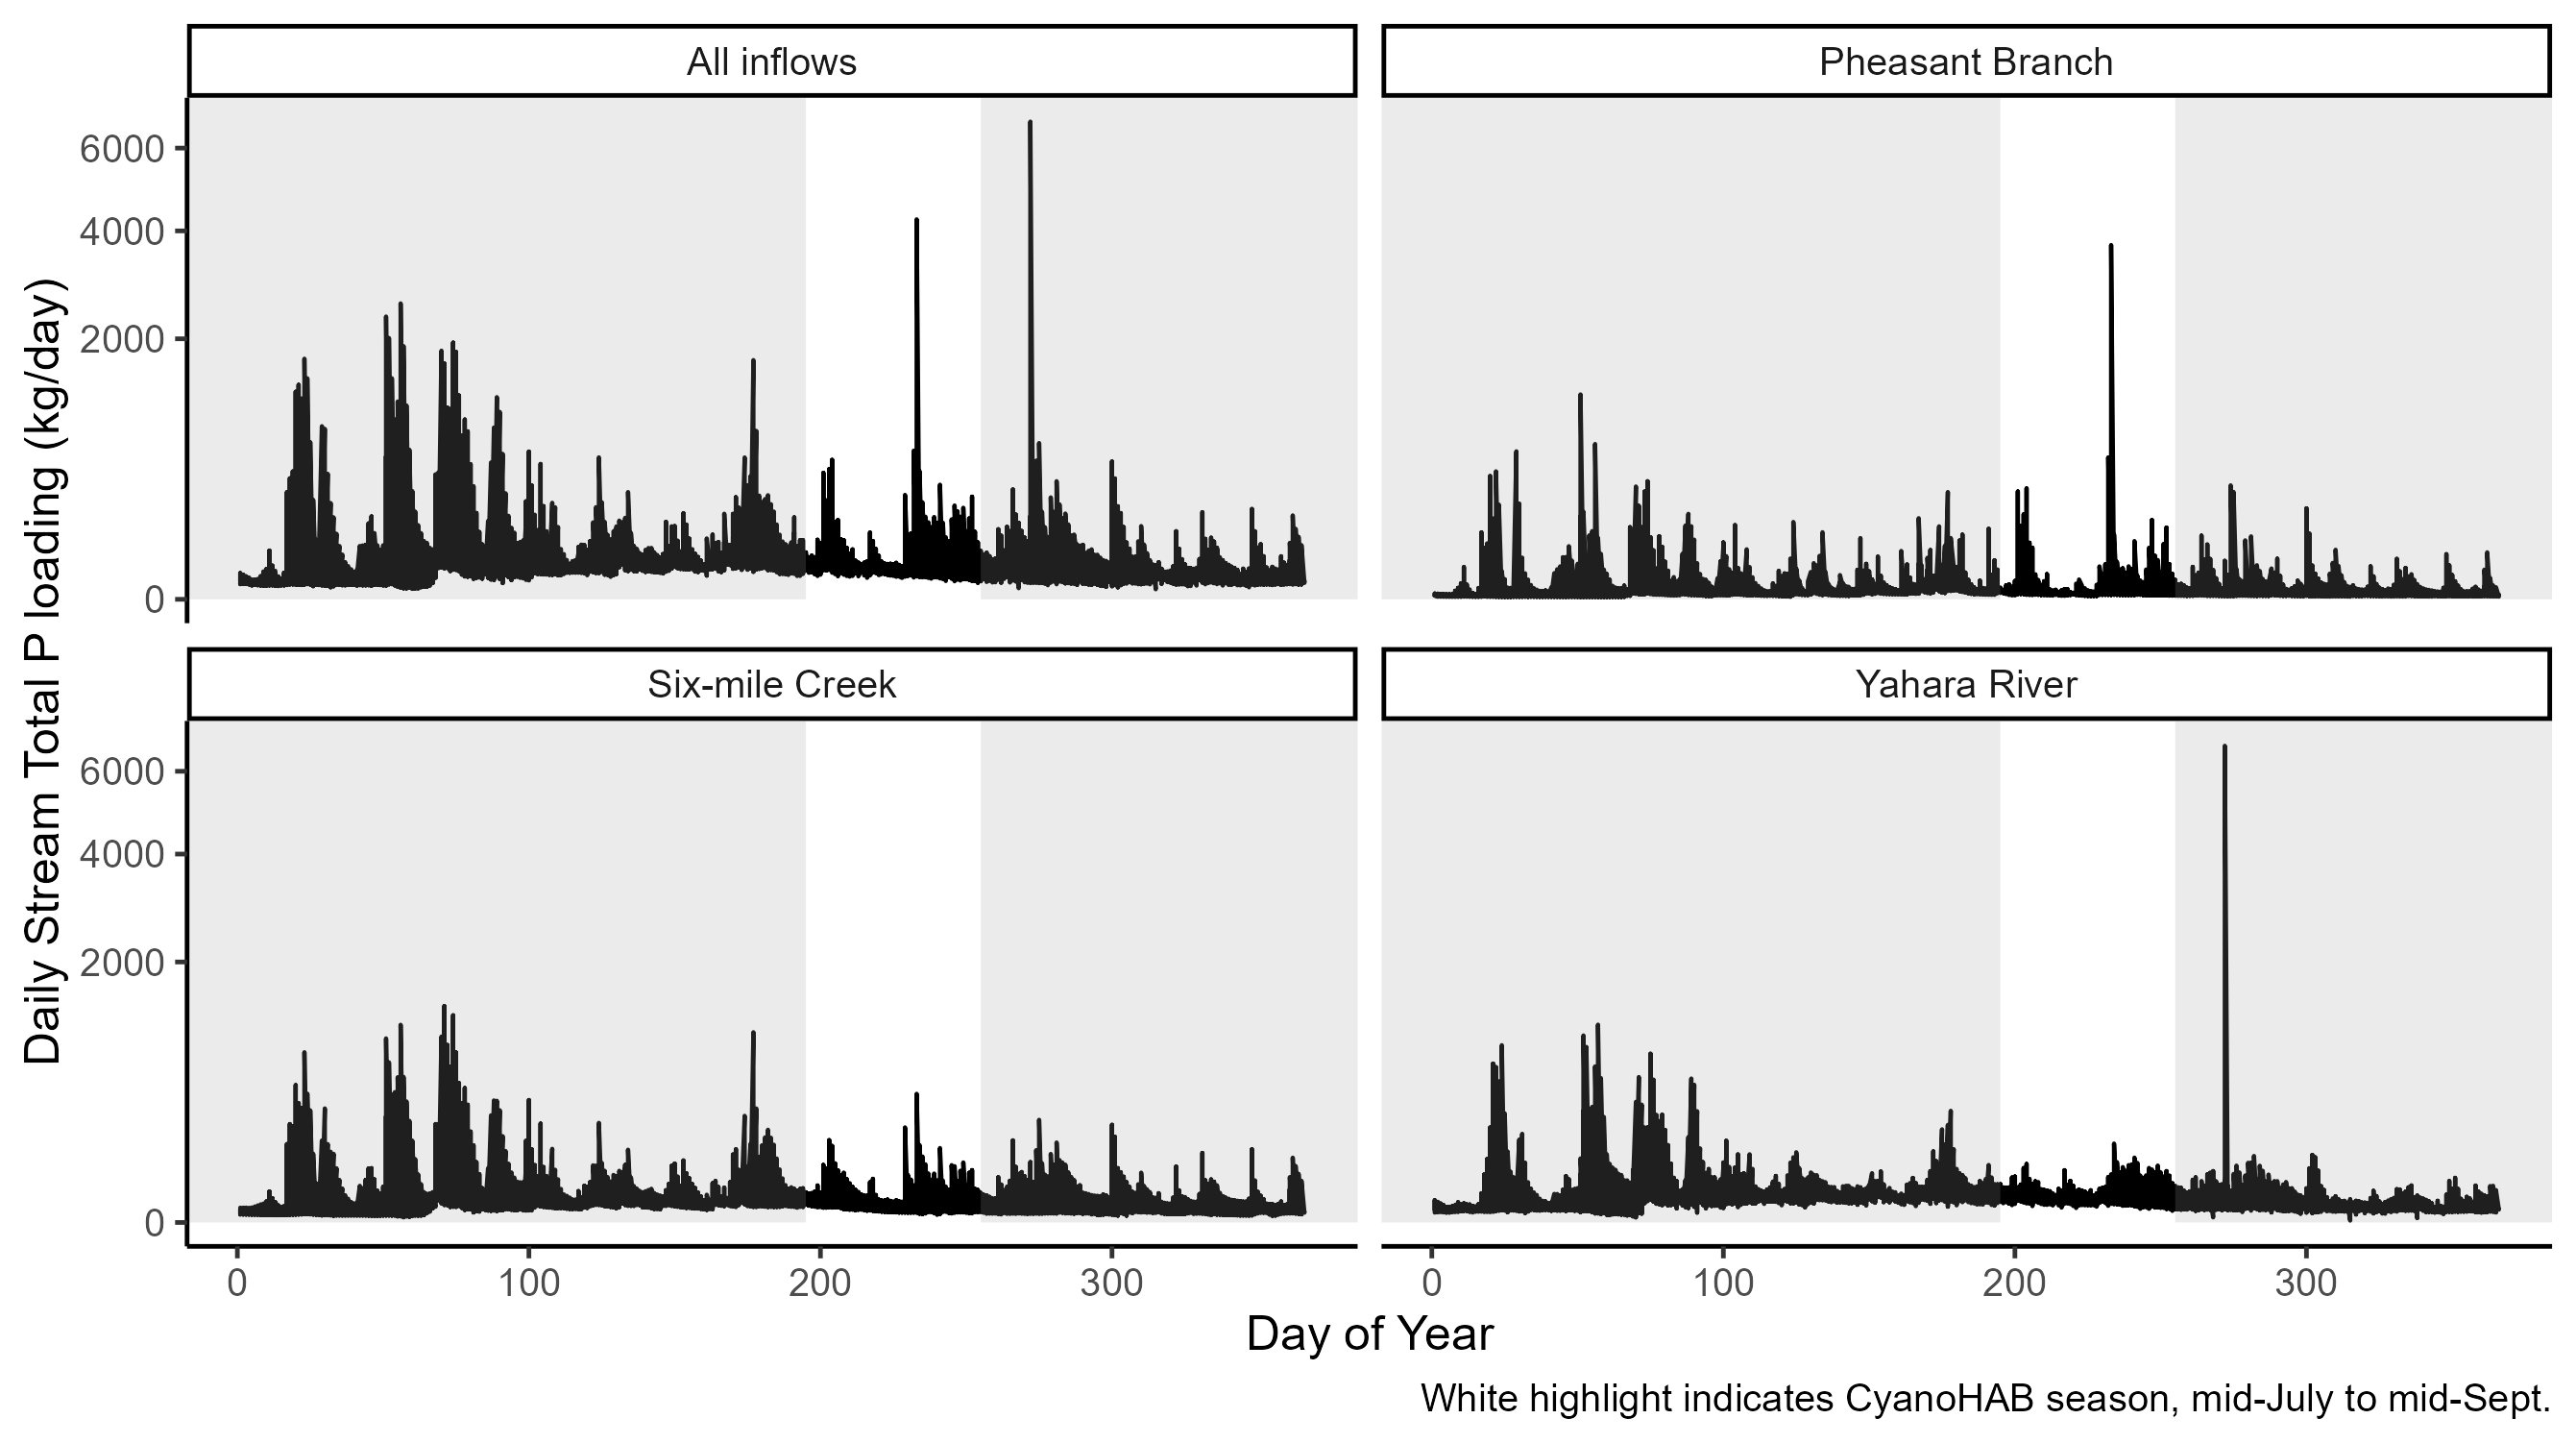 All inflows
Pheasant Branch
6000
4000
2000
0
Daily Stream Total P loading (kg/day)
Six-mile Creek
Yahara River
6000
4000
2000
0
0 100 200 300
0 100 200 300
Day of Year
White highlight indicates CyanoHAB season, mid-July to mid-Sept.